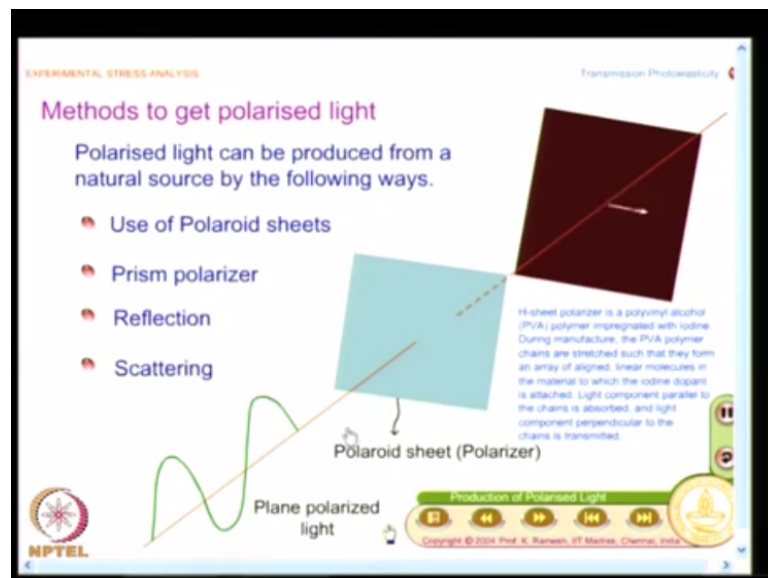 EXPERIMENTAL STRESS ANALYSIS
Transmission Photoelasticity
Methods to get polarised light
Polarised light can be produced from a
natural source by the following ways.
Use of Polaroid sheets
Prism polarizer
Reflection
Scattering
H-sheet polarizer is a polyvinyl alcohol
(PVA) polymer impregnated with iodine.
During manufacture, the PVA polymer
chains are stretched such that they form
an array of aligned, linear molecules in
the material to which the iodine dopant
is attached. Light component parallel to
the chains is absorbed, and light
component perpendicular to the
chains is transmitted.
Polaroid sheet (Polarizer)
Plane polarized
light
Production of Polarised Light
Copyright © 2004 Prof. K. Ramesh, IIT Madras, Chennai, India
NPTEL